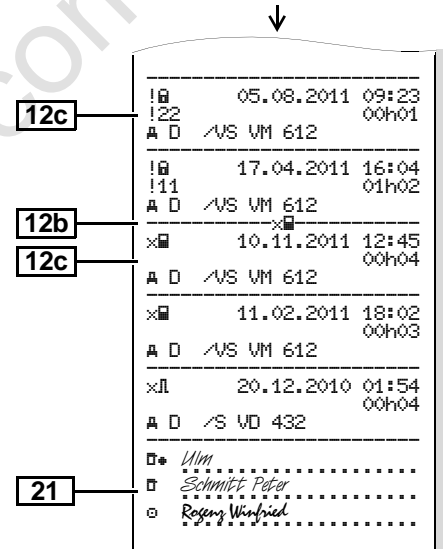 ! 05.08.2011 09:23
12c
!22 00h01
A D /VS VM 612
! 17.04.2011 16:04
!11 01h02
A D /VS VM 612
12b
x
x 10.11.2011 12:45
12c
00h04
A D /VS VM 612
x 11.02.2011 18:02
00h03
A D /VS VM 612
x 20.12.2010 01:54
00h04
A D /S VD 432
Ulm
21
Schmitt Peter
Rogenz Winfried
com